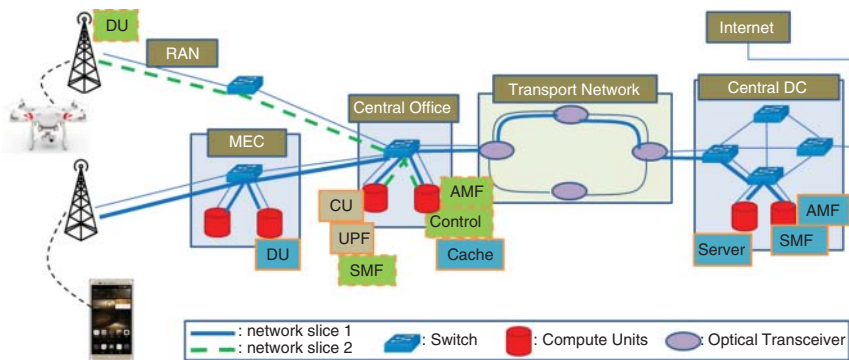 DU
RAN
Internet
Central Office
Transport Network
Central DC
MEC
CU
AMF
UPF
Control
DU
SMF
Cache
Server
SMF
AMF
: network slice 1
: network slice 2
: Switch
: Compute Units
: Optical Transceiver